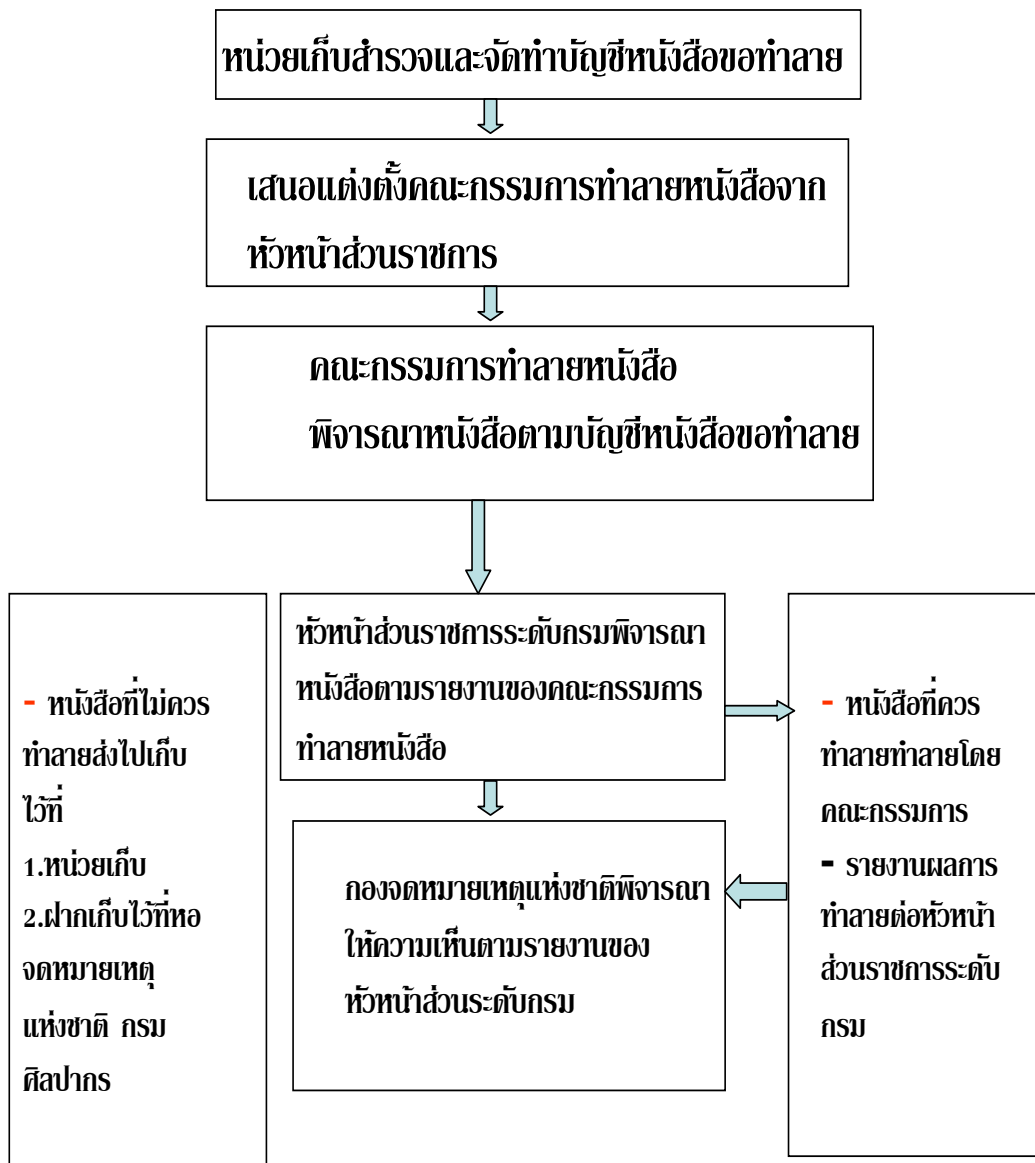 หน่วยเก็บสำรวจและจัดทำบัญชีหนังสือขอทำลาย
เสนอแต่งตั้งคณะกรรมการทำลายหนังสือจาก
หัวหน้าส่วนราชการ
คณะกรรมการทำลายหนังสือ
พิจารณาหนังสือตามบัญชีหนังสือขอทำลาย
- หนังสือที่ไม่ควร
ทำลายส่งไปเก็บ
ไว้ที่
1.หน่วยเก็บ
2.ฝากเก็บไว้ที่หอ
จดหมายเหตุ
แห่งชาติ กรม
ศิลปากร
หัวหน้าส่วนราชการระดับกรมพิจารณา
หนังสือตามรายงานของคณะกรรมการ
ทำลายหนังสือ
กองจดหมายเหตุแห่งชาติพิจารณา
ให้ความเห็นตามรายงานของ
หัวหน้าส่วนระดับกรม
- หนังสือที่ควร
ทำลายทำลายโดย
คณะกรรมการ
- รายงานผลการ
ทำลายต่อหัวหน้า
ส่วนราชการระดับ
กรม